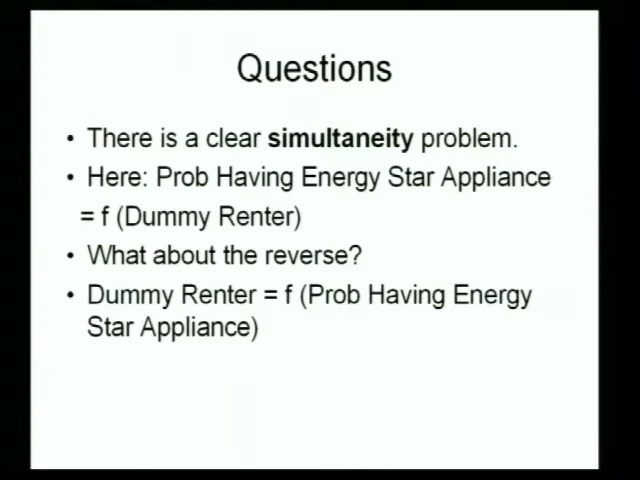 Questions
• There is a clear simultaneity problem.
• Here: Prob Having Energy Star Appliance
= f (Dummy Renter)
• What about the reverse?
• Dummy Renter = f (Prob Having Energy
Star Appliance)